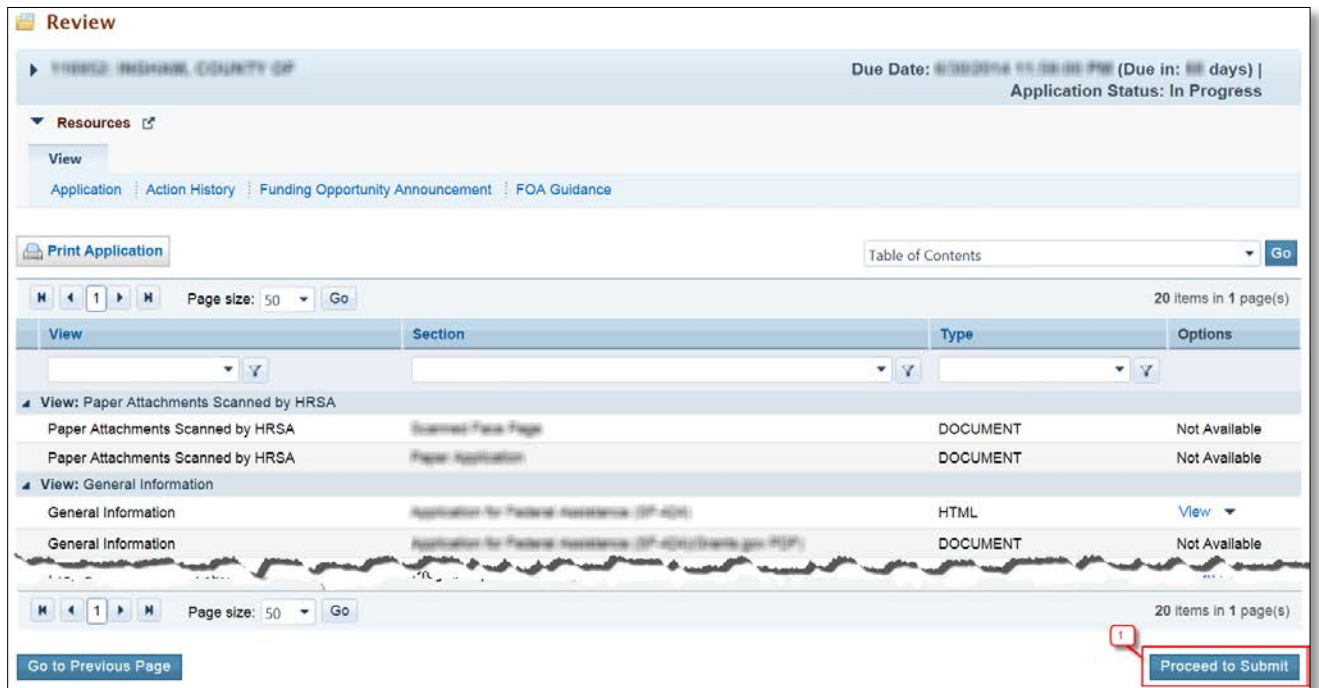 Review
Due Date: (Due in: days) |
Application Status: In Progress
Resources
View
Application Action History Funding Opportunity Announcement FOA Guidance
Print Application Table of Contents Go
1 Page size: 50 Go 20 items in 1 page(s)
View Section Type Options
View: Paper Attachments Scanned by HRSA
Paper Attachments Scanned by HRSA DOCUMENT Not Available
Paper Attachments Scanned by HRSA DOCUMENT Not Available
View: General Information
General Information HTML View
General Information DOCUMENT Not Available
1 Page size: 50 Go 20 items in 1 page(s)
1
Go to Previous Page Proceed to Submit